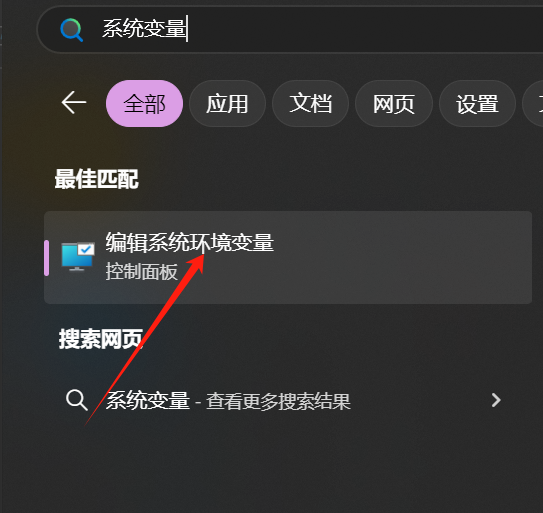 系统变量
全部 应用 文档 网页 设置
最佳匹配
编辑系统环境变量
控制面板
搜索网页
系统变量 - 查看更多搜索结果